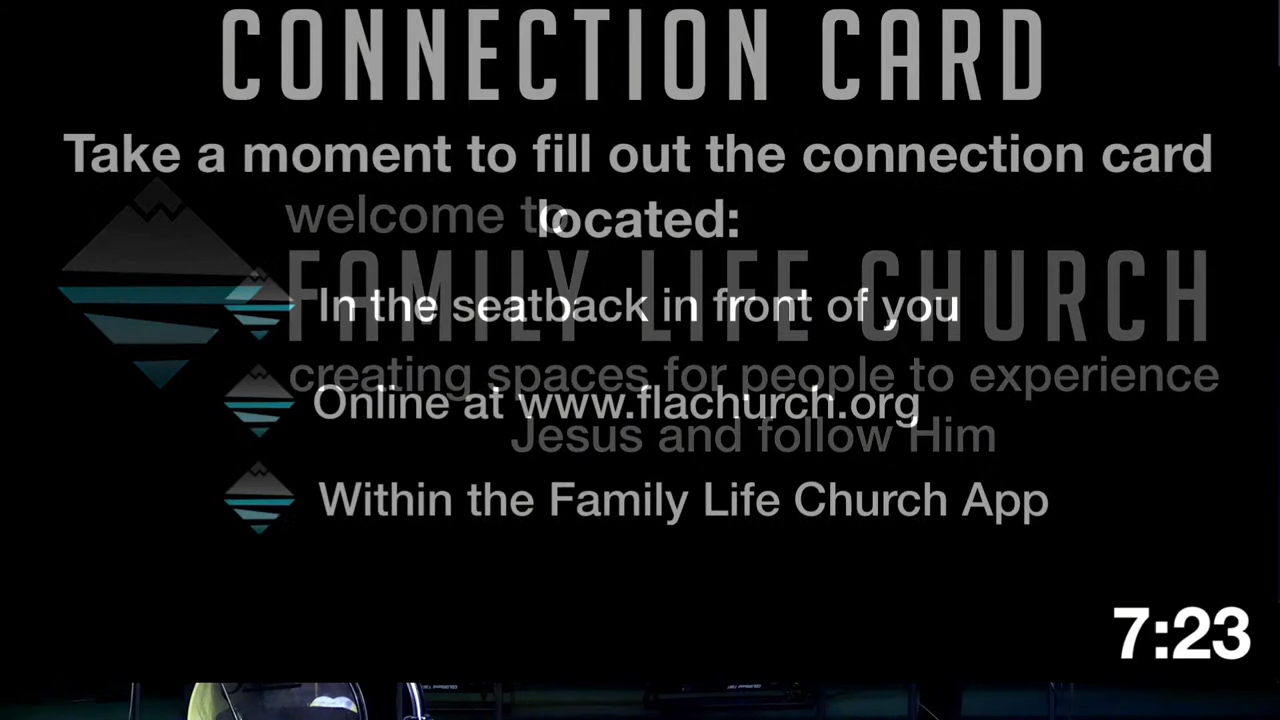 CONNECTION CARD
Take a moment to fill out the connection card
located:
welcome to
FAMILY LIFE CHURCH
In the seatback in front of you
creating spaces for people to experience
Online at www.flachurch.org
Jesus and follow Him
Within the Family Life Church App
7:23